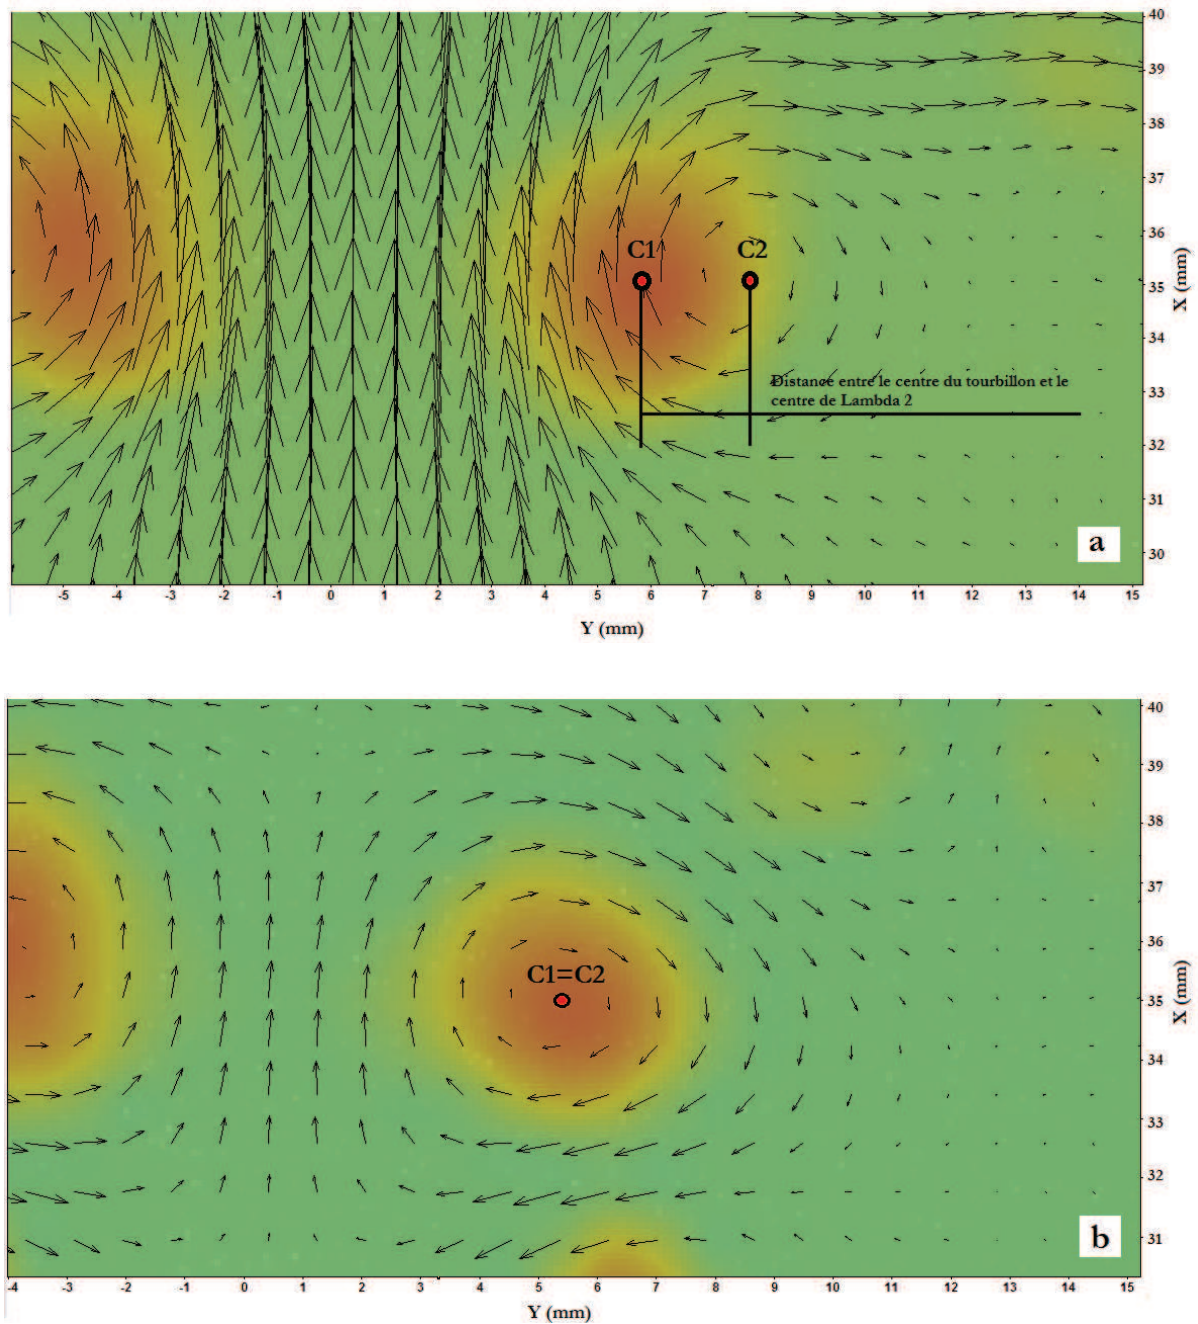 40
39
38
37
36
35
34
33
32
31
30
X (mm)
C1
C2
Distance entre le centre du tourbillon et le
centre de Lambda 2
a
-5 -4 -3 -2 -1 0 1 2 3 4 5 6 7 8 9 10 11 12 13 14 15
Y (mm)
40
39
38
37
36
35
34
33
32
31
X (mm)
C1=C2
b
-4 -3 -2 -1 0 1 2 3 4 5 6 7 8 9 10 11 12 13 14 15
Y (mm)